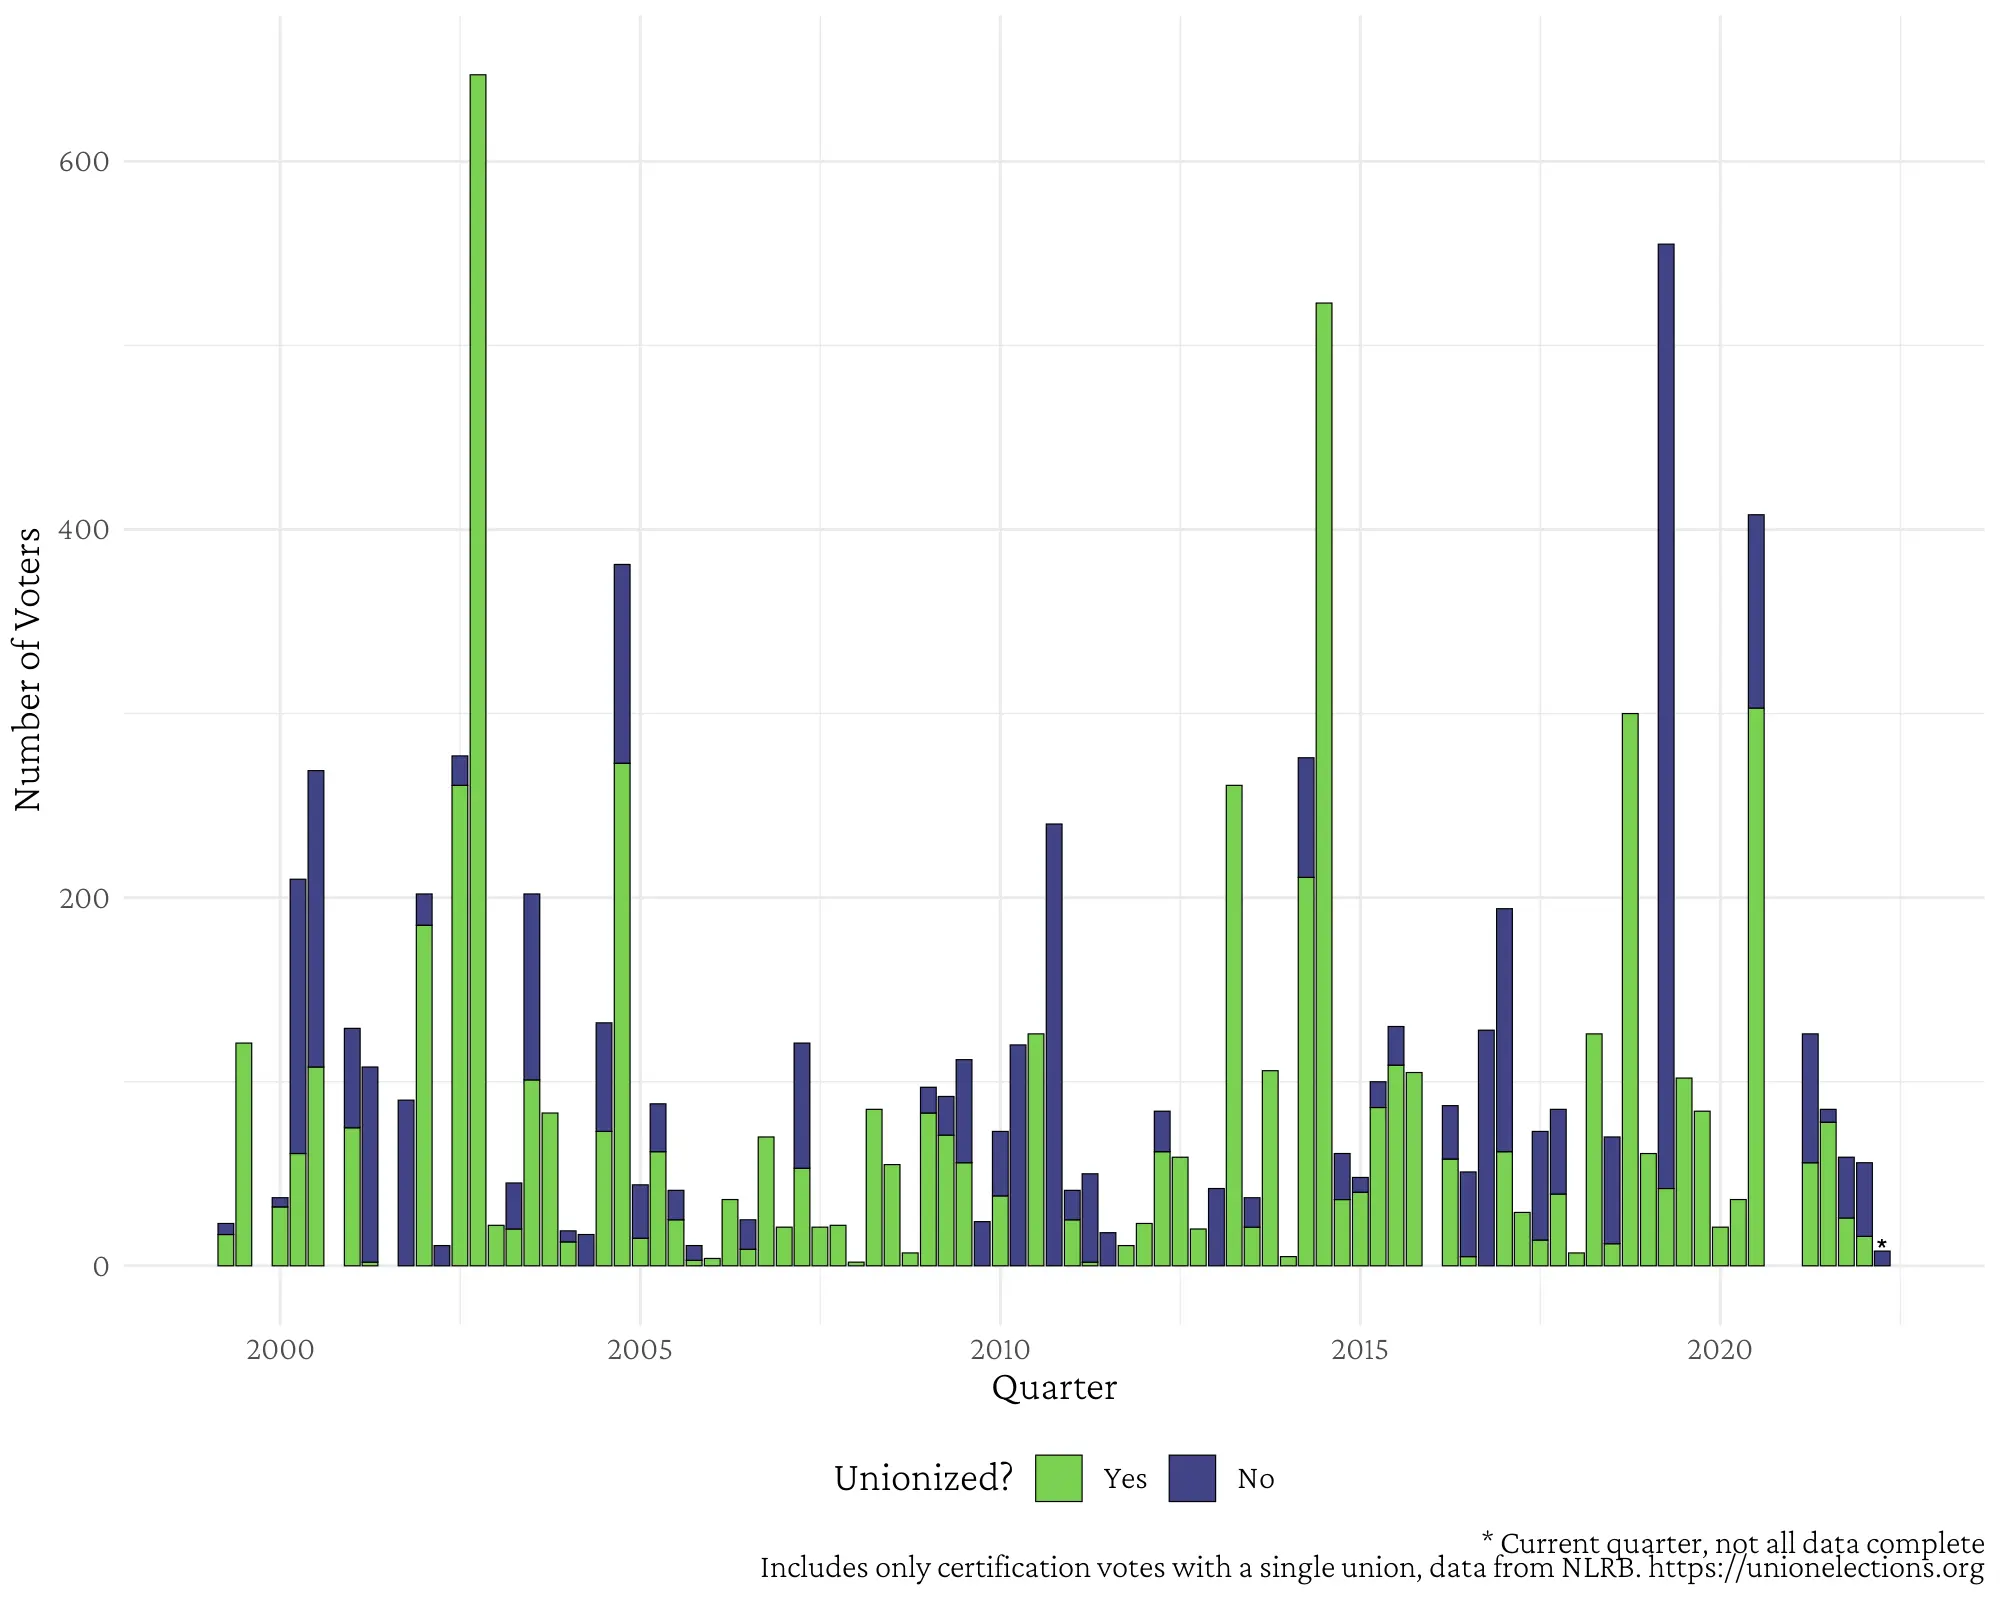 Number of Voters
600
400
200
0
*
2000 2005 2010 2015 2020
Quarter
Unionized? Yes No
* Current quarter, not all data complete
Includes only certification votes with a single union, data from NLRB. https://unionelections.org